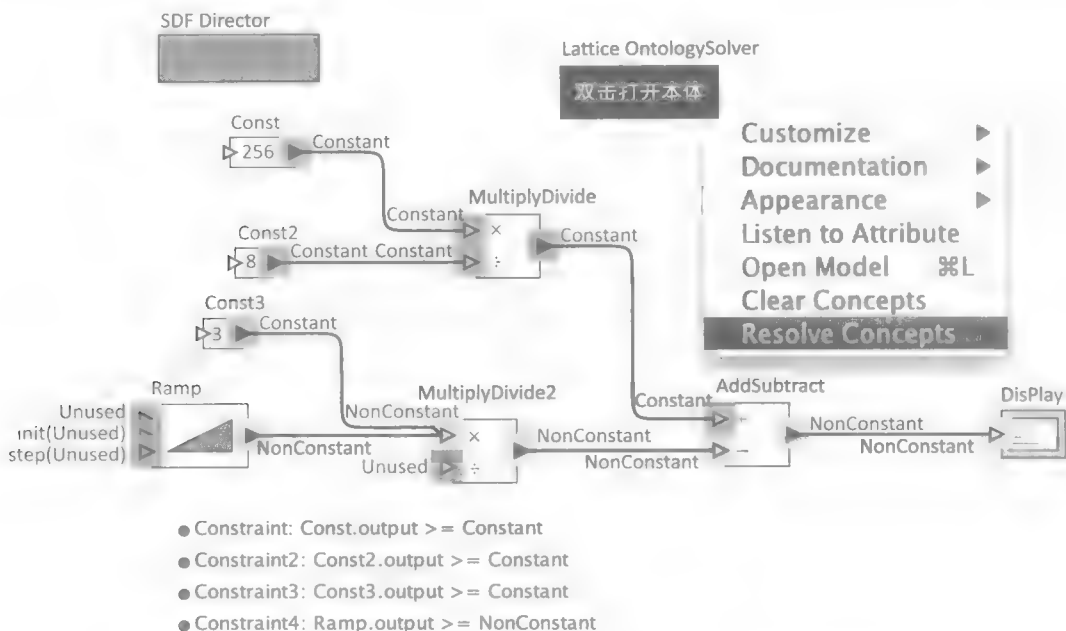 SDF Director
Lattice OntologySolver
双击打开本体
Const
Constant
256
Customize
Documentation
Appearance
Listen to Attribute
Open Model ⌘L
Clear Concepts
Resolve Concepts
MultiplyDivide
Constant
×
Constant
÷
Const2
Constant Constant
8
Const3
Constant
3
Ramp
MultiplyDivide2
AddSubtract
DisPlay
Unused
init(Unused)
step(Unused)
NonConstant
NonConstant
×
Unused
÷
NonConstant
NonConstant
Constant
+
−
NonConstant
NonConstant
Constraint: Const.output >= Constant
Constraint2: Const2.output >= Constant
Constraint3: Const3.output >= Constant
Constraint4: Ramp.output >= NonConstant